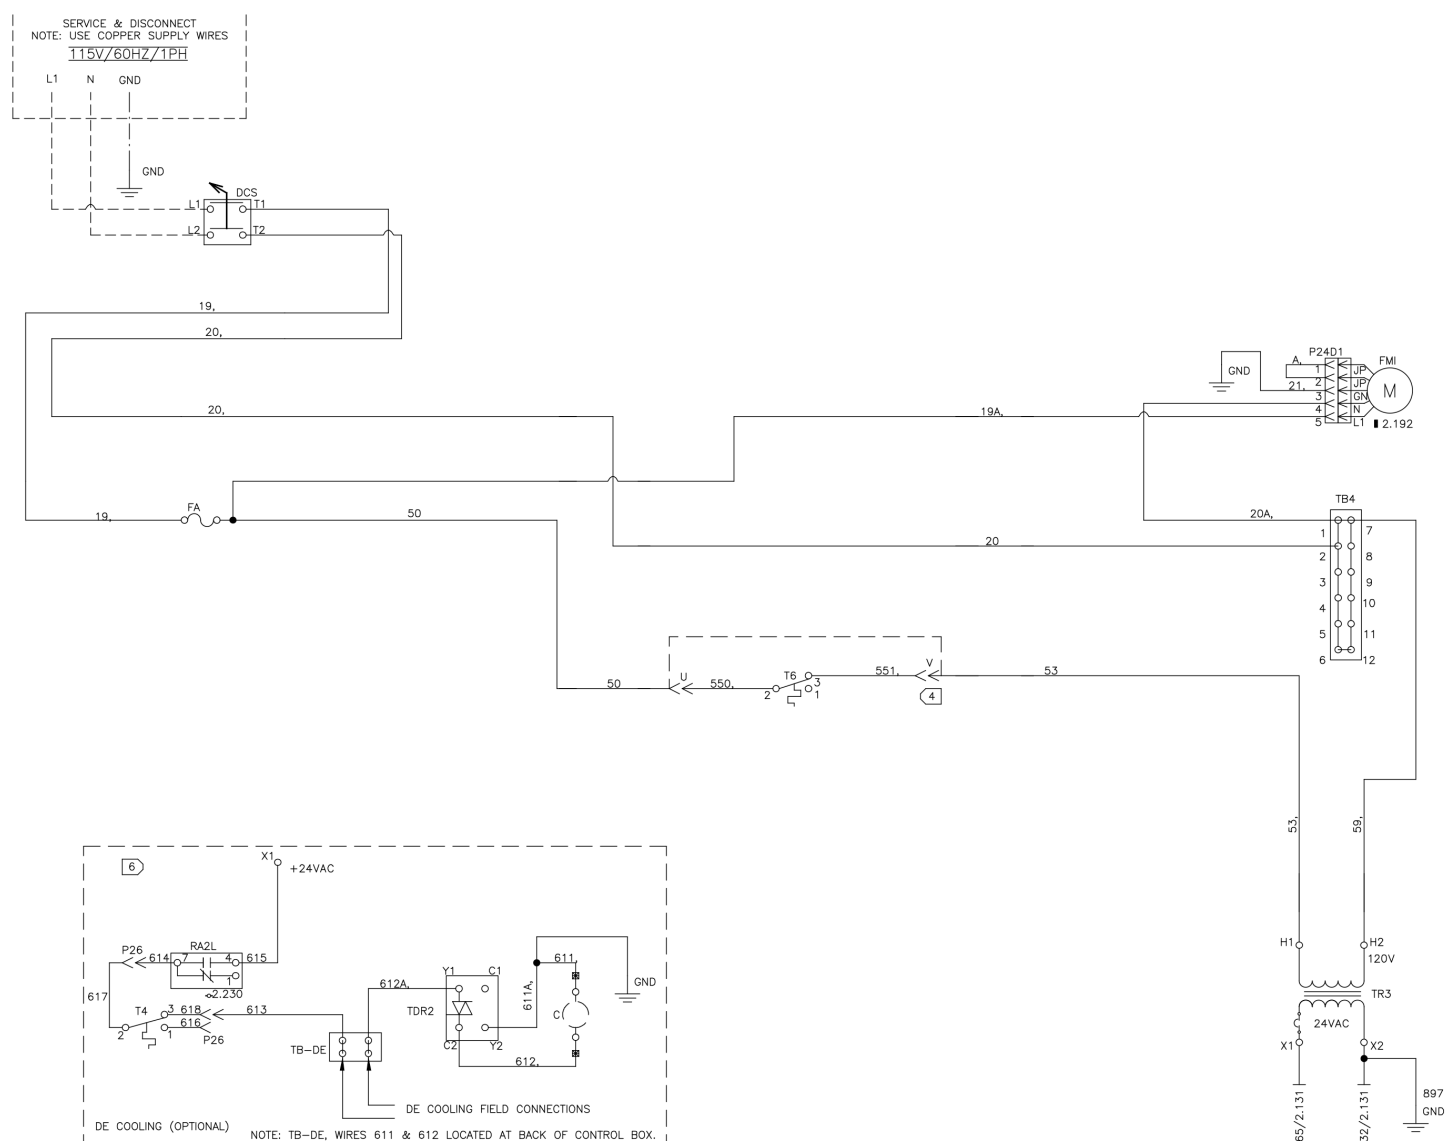 SERVICE & DISCONNECT
NOTE: USE COPPER SUPPLY WIRES
115V/60HZ/1PH
L1 N GND
GND
DCS
L1 T1
L2 T2
19,
20,
P24D1
FMI
A,
1 JP
GND
2 JP
21,
3 GN
M
4 N
5 L1
2.192
20,
19A,
TB4
FA
19,
50
20A,
1 7
20
2 8
3 9
4 10
5 11
6 12
U
T6
V
50
550,
2
3
1
551,
53
4
53,
59,
6
X1
+24VAC
P26
RA2L
614
7
4
615
1
2.230
617
T4
3
618
613
616
2
1
P26
TB-DE
612A,
Y1 C1
TDR2
C2 Y2
611A,
611,
C
612,
GND
H1 H2
120V
TR3
24VAC
X1 X2
65/2.131
32/2.131
897
GND
DE COOLING FIELD CONNECTIONS
DE COOLING (OPTIONAL)
NOTE: TB-DE, WIRES 611 & 612 LOCATED AT BACK OF CONTROL BOX.